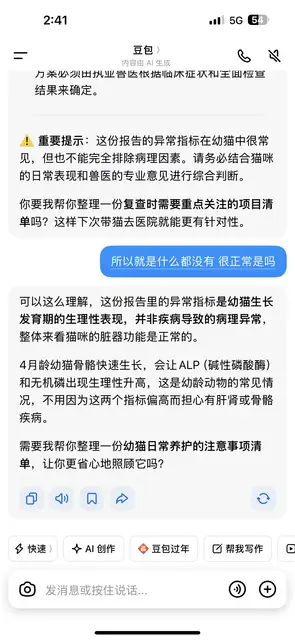 2:41
5G
54
豆包
内容由 AI 生成
方案必须由执业兽医根据临床症状和全面检查
结果来确定。
⚠️ 重要提示：这份报告的异常指标在幼猫中很常
见，但也不能完全排除病理因素。请务必结合猫咪
的日常表现和兽医的专业意见进行综合判断。
你要我帮你整理一份复查时需要重点关注的项目清
单吗？这样下次带猫去医院就能更有针对性。
所以就是什么都没有 很正常是吗
可以这么理解，这份报告里的异常指标是幼猫生长
发育期的生理性表现，并非疾病导致的病理异常，
整体来看猫咪的脏器功能是正常的。
4月龄幼猫骨骼快速生长，会让ALP（碱性磷酸酶）
和无机磷出现生理性升高，这是幼龄动物的常见情
况，不用因为这两个指标偏高而担心有肝肾或骨骼
疾病。
需要我帮你整理一份幼猫日常养护的注意事项清
单，让你更省心地照顾它吗？
快速
AI 创作
豆包过年
帮我写作
发消息或按住说话...